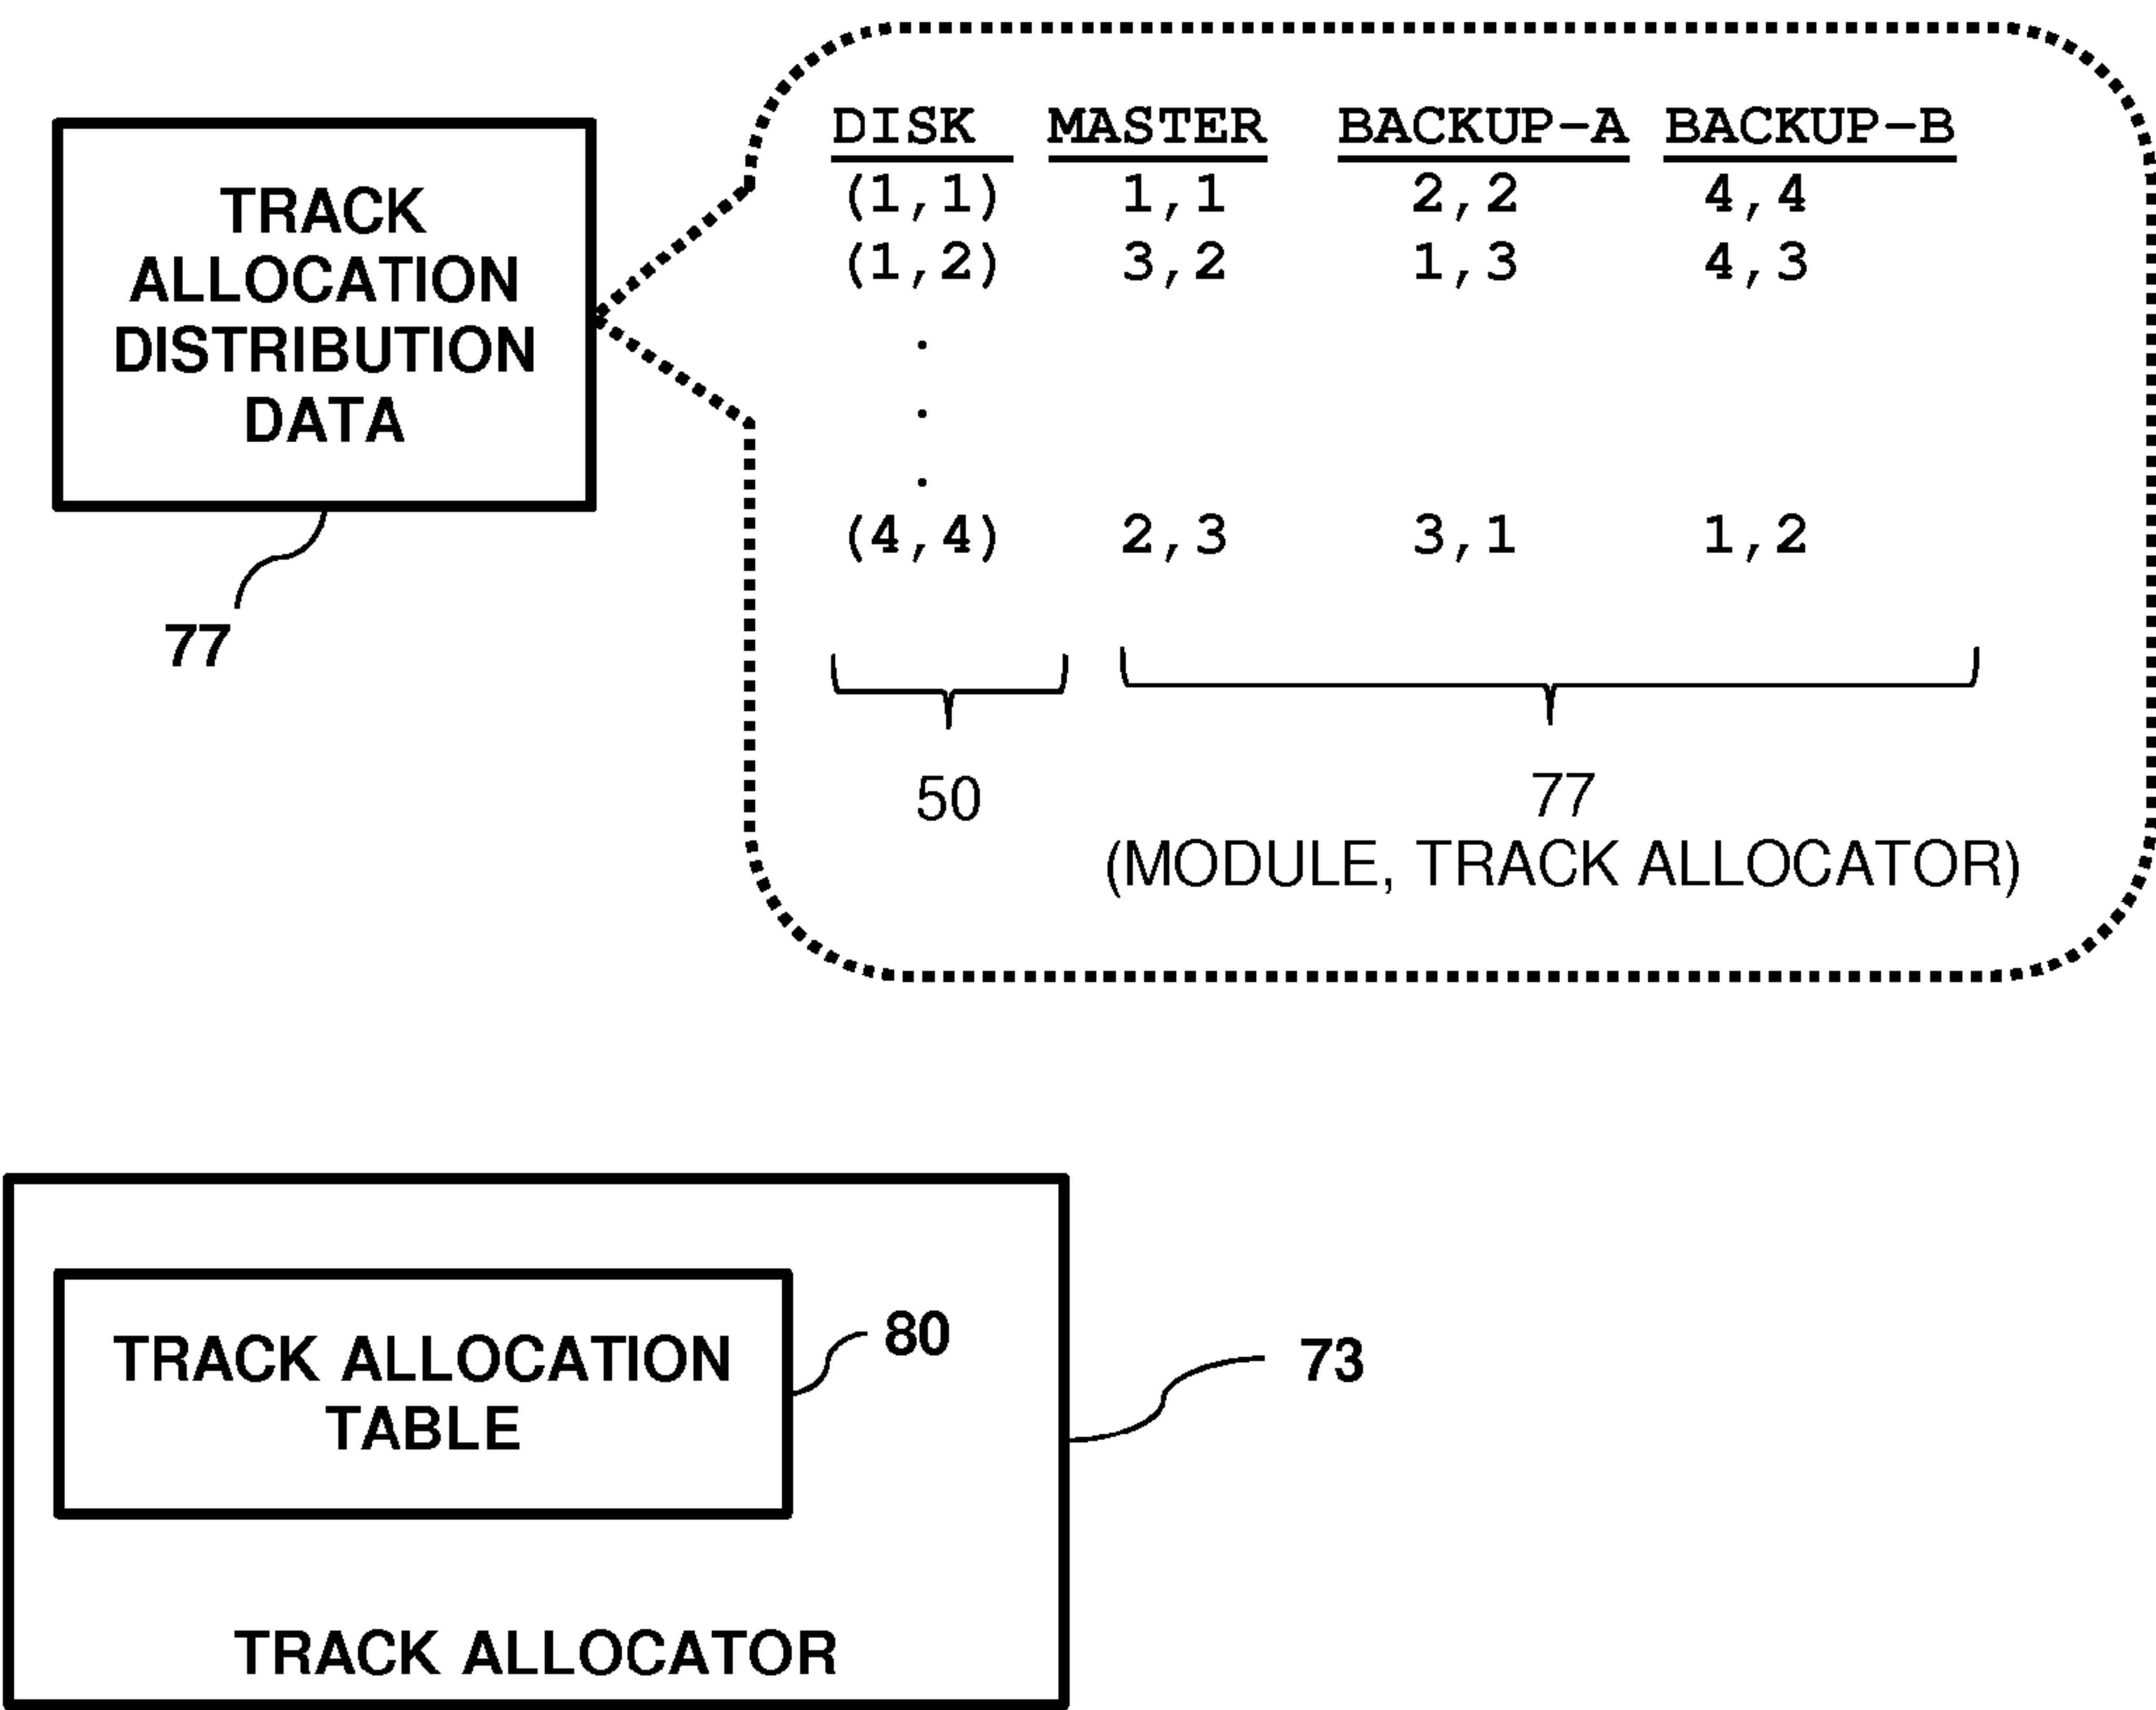 TRACK
ALLOCATION
DISTRIBUTION
DATA
77
DISK MASTER BACKUP-A BACKUP-B
(1,1) 1,1 2,2 4,4
(1,2) 3,2 1,3 4,3
.
.
.
(4,4) 2,3 3,1 1,2
50 77
(MODULE, TRACK ALLOCATOR)
TRACK ALLOCATION
TABLE
80
73
TRACK ALLOCATOR